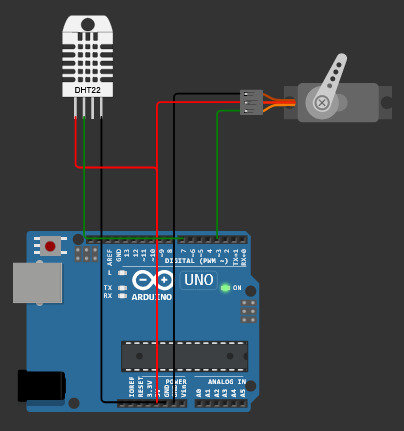 DHT22
AREF
GND
13
12
~11
~10
~9
8
7
~6
~5
4
~3
2
TX→1
RX←0
DIGITAL (PWM ~)
L
TX
RX
UNO
ON
ARDUINO
IOREF
RESET
3.3V
GND
Vin
POWER
ANALOG IN
A0
A1
A2
A3
A4
A5